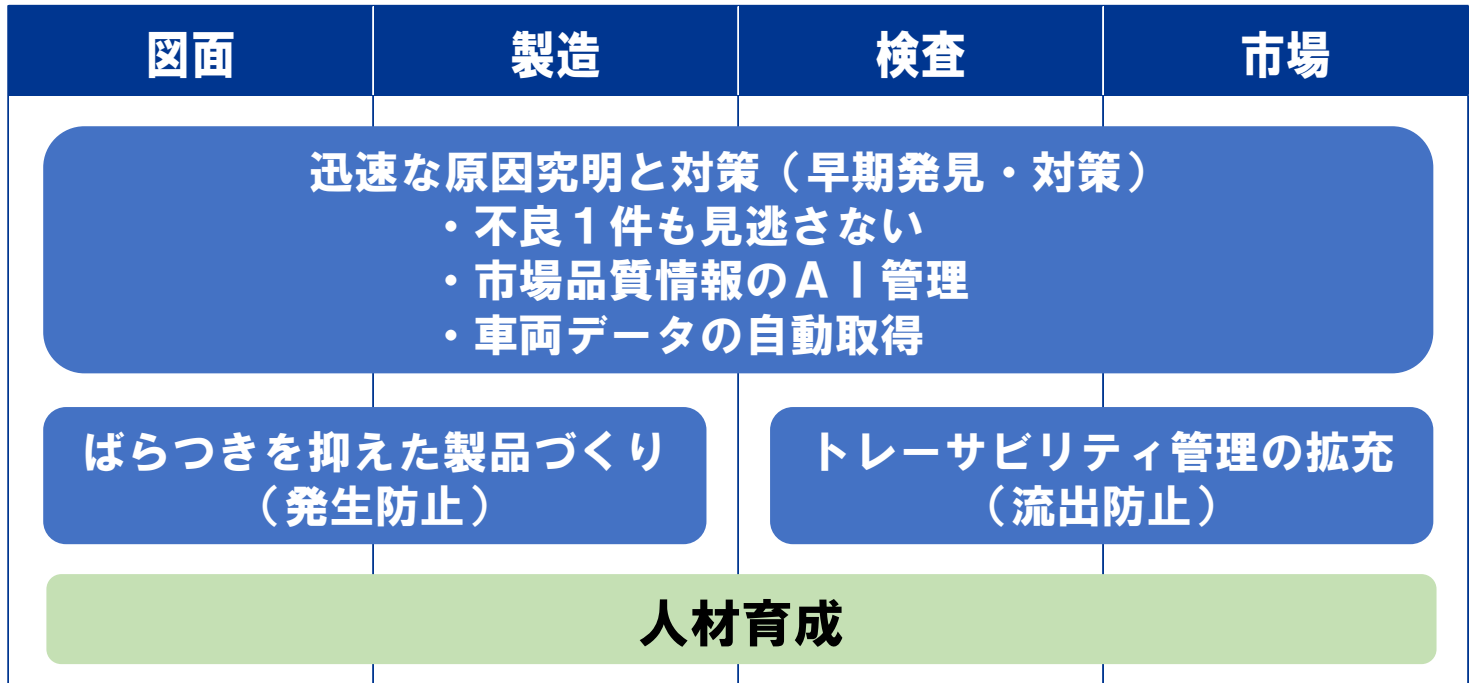 図面
製造
検査
市場
迅速な原因究明と対策（早期発見・対策）
・不良１件も見逃さない
・市場品質情報のＡＩ管理
・車両データの自動取得
ばらつきを抑えた製品づくり
（発生防止）
トレーサビリティ管理の拡充
（流出防止）
人材育成